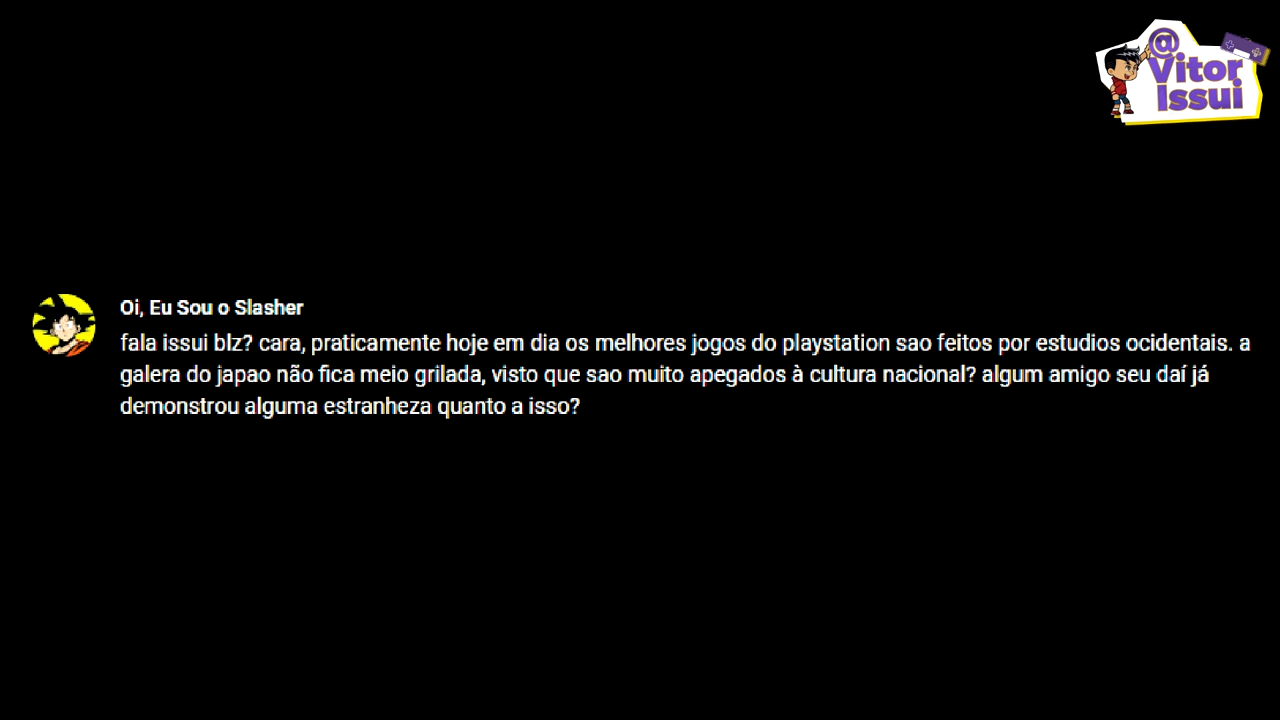 @
Vitor
Issui
Oi, Eu Sou o Slasher
fala issui blz? cara, praticamente hoje em dia os melhores jogos do playstation sao feitos por estudios ocidentais. a
galera do japao não fica meio grilada, visto que sao muito apegados à cultura nacional? algum amigo seu daí já
demonstrou alguma estranheza quanto a isso?